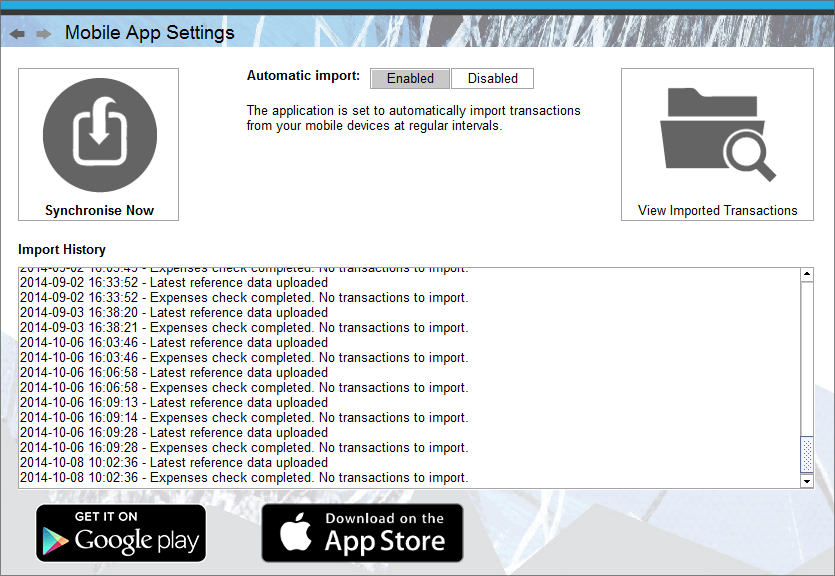 Mobile App Settings
Automatic import: Enabled Disabled
The application is set to automatically import transactions
from your mobile devices at regular intervals.
Synchronise Now
View Imported Transactions
Import History
2014-09-02 16:05:49 - Expenses check completed. No transactions to import.
2014-09-02 16:33:52 - Latest reference data uploaded
2014-09-02 16:33:52 - Expenses check completed. No transactions to import.
2014-09-03 16:38:20 - Latest reference data uploaded
2014-09-03 16:38:21 - Expenses check completed. No transactions to import.
2014-10-06 16:03:46 - Latest reference data uploaded
2014-10-06 16:03:46 - Expenses check completed. No transactions to import.
2014-10-06 16:06:58 - Latest reference data uploaded
2014-10-06 16:06:58 - Expenses check completed. No transactions to import.
2014-10-06 16:09:13 - Latest reference data uploaded
2014-10-06 16:09:14 - Expenses check completed. No transactions to import.
2014-10-06 16:09:28 - Latest reference data uploaded
2014-10-06 16:09:28 - Expenses check completed. No transactions to import.
2014-10-08 10:02:36 - Latest reference data uploaded
2014-10-08 10:02:36 - Expenses check completed. No transactions to import.
GET IT ON
Google play
Download on the
App Store